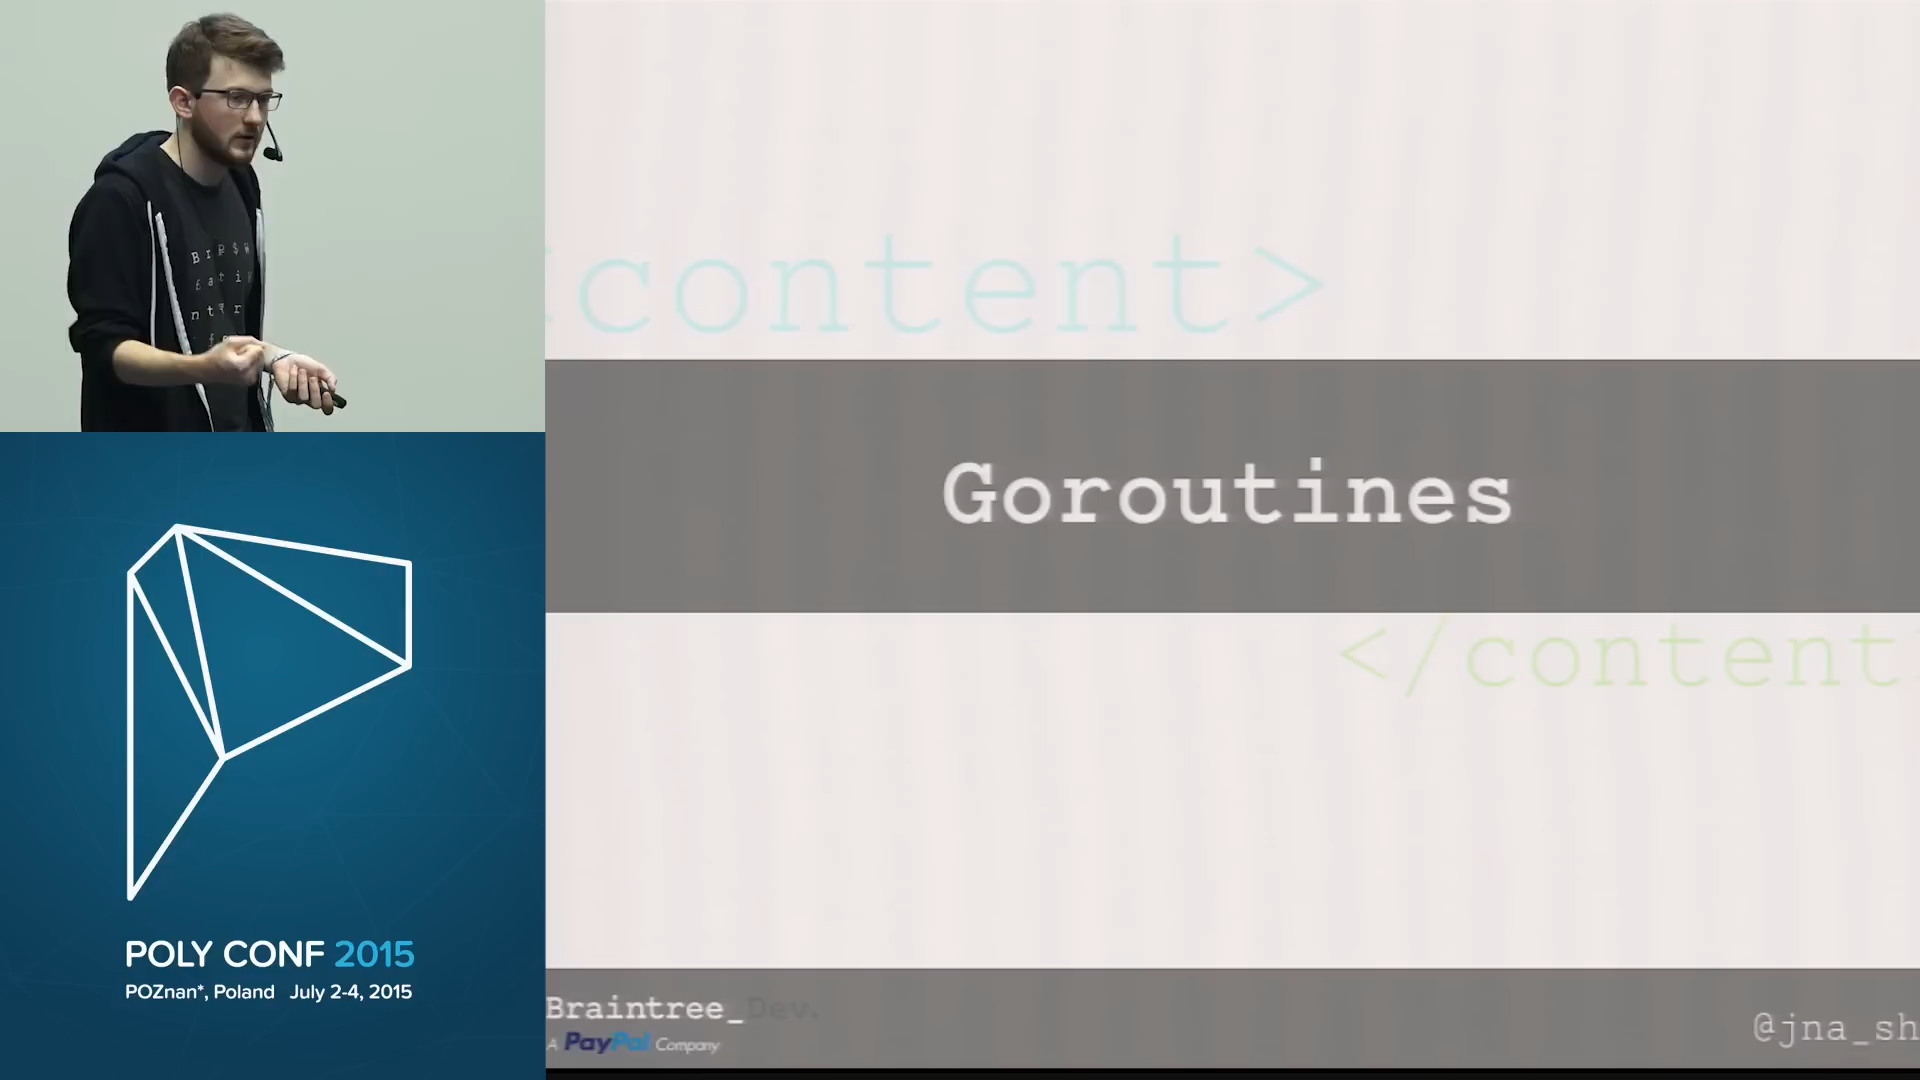 <content>
Goroutines
</content
Braintree_Dev.
A PayPal Company
@jna_sh
POLY CONF 2015
POZnan*, Poland July 2-4, 2015